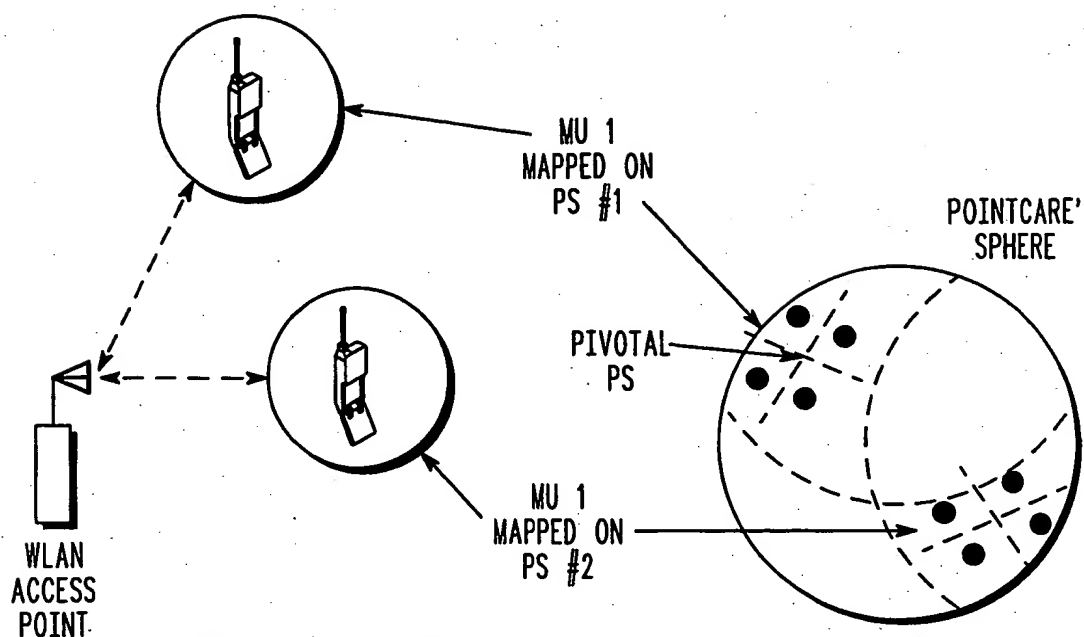 MU 1
MAPPED ON
PS #1
POINTCARE'
SPHERE
PIVOTAL
PS
MU 1
MAPPED ON
PS #2
WLAN
ACCESS
POINT